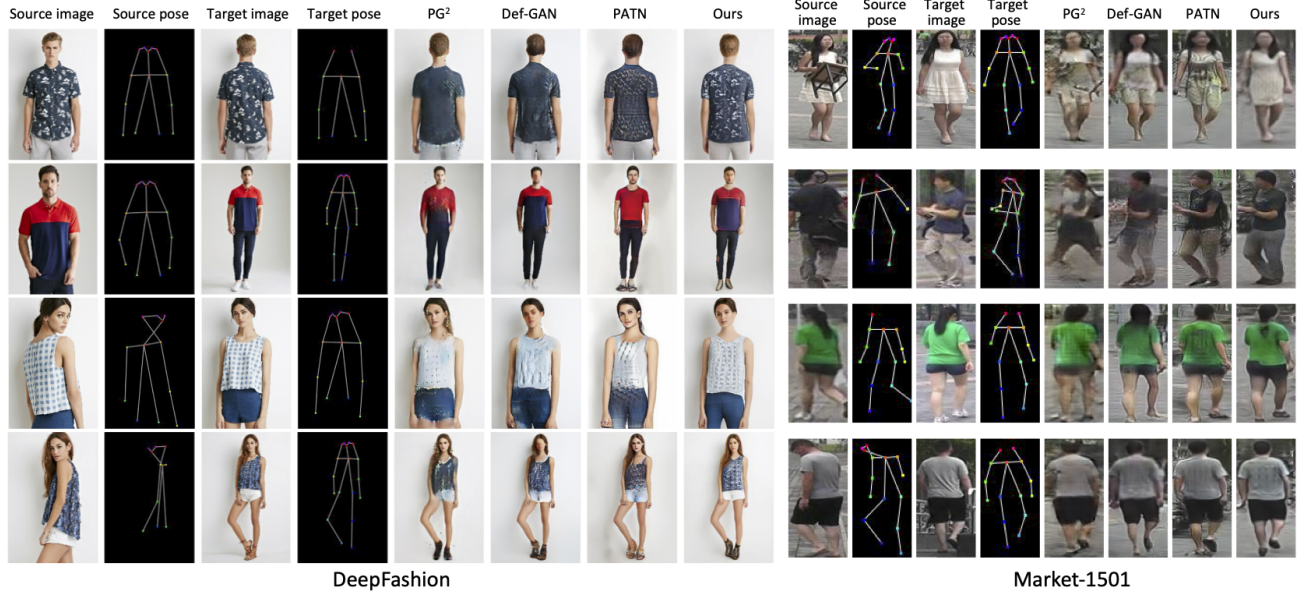 Source image Source pose Target image Target pose PG² Def-GAN PATN Ours
Source image Source pose Target image Target pose PG² Def-GAN PATN Ours
DeepFashion
Market-1501